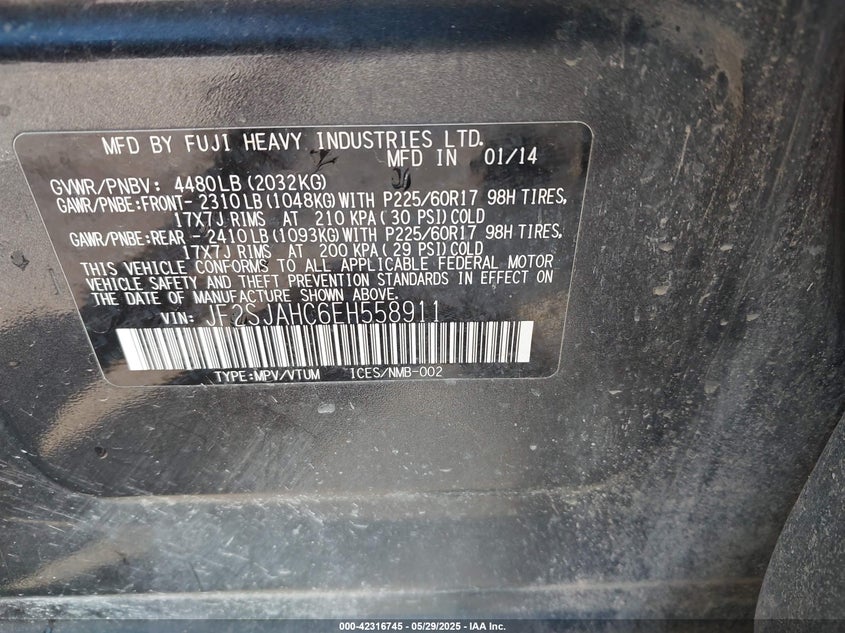 MFD BY FUJI HEAVY INDUSTRIES LTD.
MFD IN 01/14
GVWR/PNBV: 4480LB(2032KG)
GAWR/PNBE:FRONT- 2310LB(1048KG)WITH P225/60R17 98H TIRES,
17X7J RIMS AT 210 KPA(30 PSI)COLD
GAWR/PNBE:REAR - 2410LB(1093KG)WITH P225/60R17 98H TIRES,
17X7J RIMS AT 200 KPA(29 PSI)COLD
THIS VEHICLE CONFORMS TO ALL APPLICABLE FEDERAL MOTOR
VEHICLE SAFETY AND THEFT PREVENTION STANDARDS IN EFFECT ON
THE DATE OF MANUFACTURE SHOWN ABOVE.
VIN: JF2SJAHC6EH558911
TYPE:MPV/VTUM ICES/NMB-002
000-42316745 - 05/29/2025 - IAA Inc.